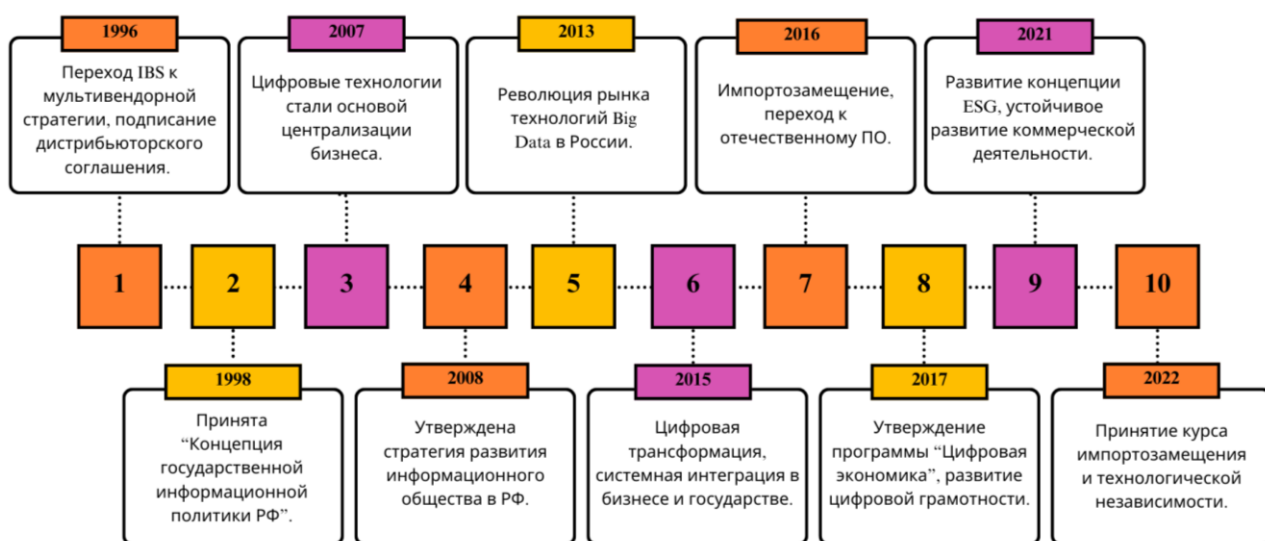 1996
Переход IBS к
мультивендорной
стратегии, подписание
дистрибьюторского
соглашения.
2007
Цифровые технологии
стали основой
централизации
бизнеса.
2013
Революция рынка
технологий Big
Data в России.
2016
Импортозамещение,
переход к
отечественному ПО.
2021
Развитие концепции
ESG, устойчивое
развитие коммерческой
деятельности.
1
2
3
4
5
6
7
8
9
10
1998
Принята
“Концепция
государственной
информационной
политики РФ”.
2008
Утверждена
стратегия развития
информационного
общества в РФ.
2015
Цифровая
трансформация,
системная интеграция в
бизнесе и государстве.
2017
Утверждение
программы “Цифровая
экономика”, развитие
цифровой грамотности.
2022
Принятие курса
импортозамещения
и технологической
независимости.